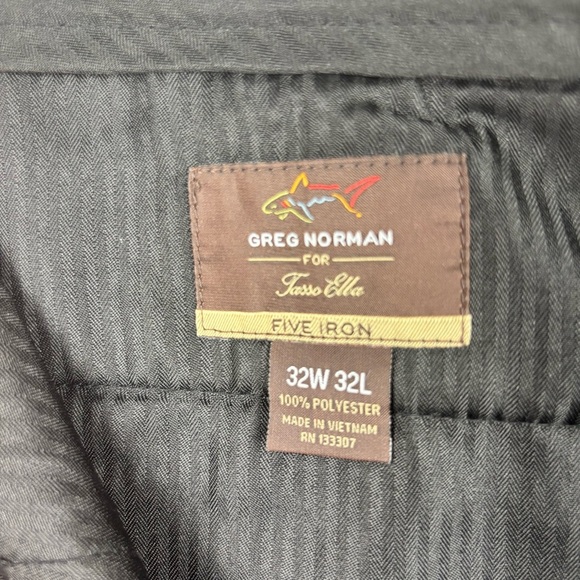 GREG NORMAN
FOR
Tasso Elba
FIVE IRON
32W 32L
100% POLYESTER
MADE IN VIETNAM
RN 133307